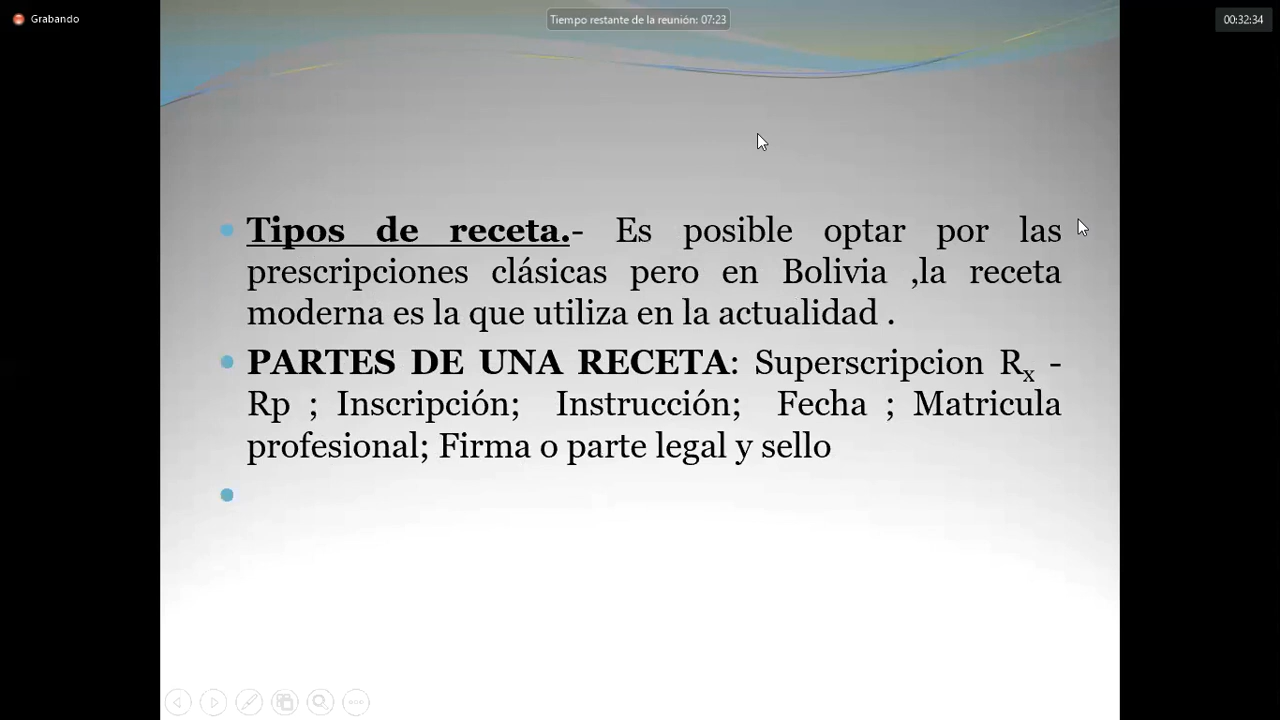 Grabando
Tiempo restante de la reunión: 07:23
00:32:34
Tipos de receta.- Es posible optar por las
prescripciones clásicas pero en Bolivia ,la receta
moderna es la que utiliza en la actualidad .
PARTES DE UNA RECETA: Superscripcion Rx -
Rp ; Inscripción; Instrucción; Fecha ; Matricula
profesional; Firma o parte legal y sello